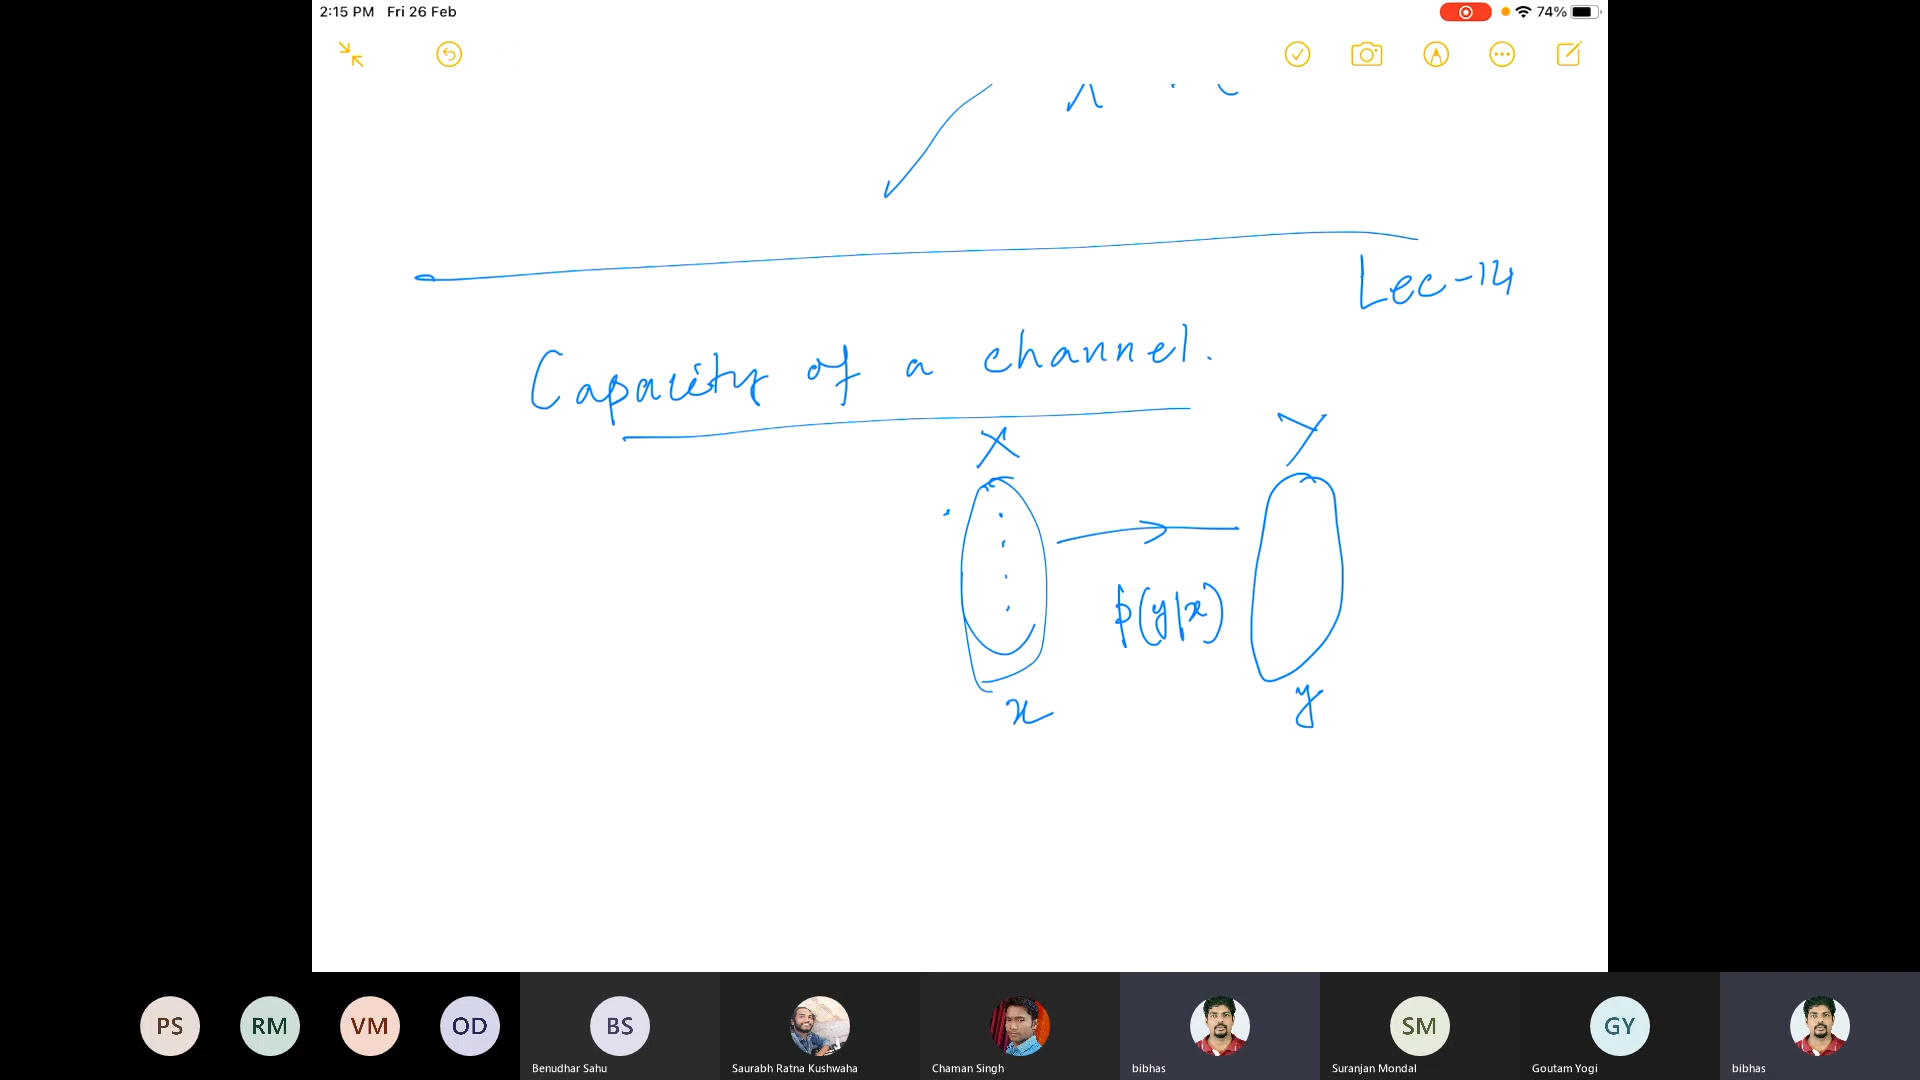 2:15 PM Fri 26 Feb
74%
Lec-14
Capacity of a channel.
X Y
p(y|x)
x y
PS RM VM OD BS SM GY
Benudhar Sahu Saurabh Ratna Kushwaha Chaman Singh bibhas Suranjan Mondal Goutam Yogi bibhas